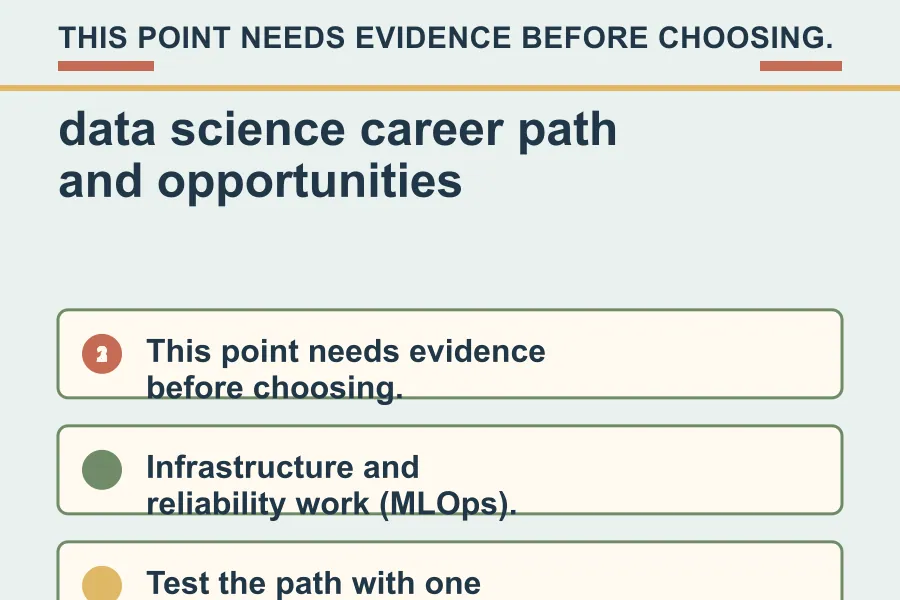 THIS POINT NEEDS EVIDENCE BEFORE CHOOSING.
data science career path
and opportunities
This point needs evidence
before choosing.
Infrastructure and
reliability work (MLOps).
Test the path with one